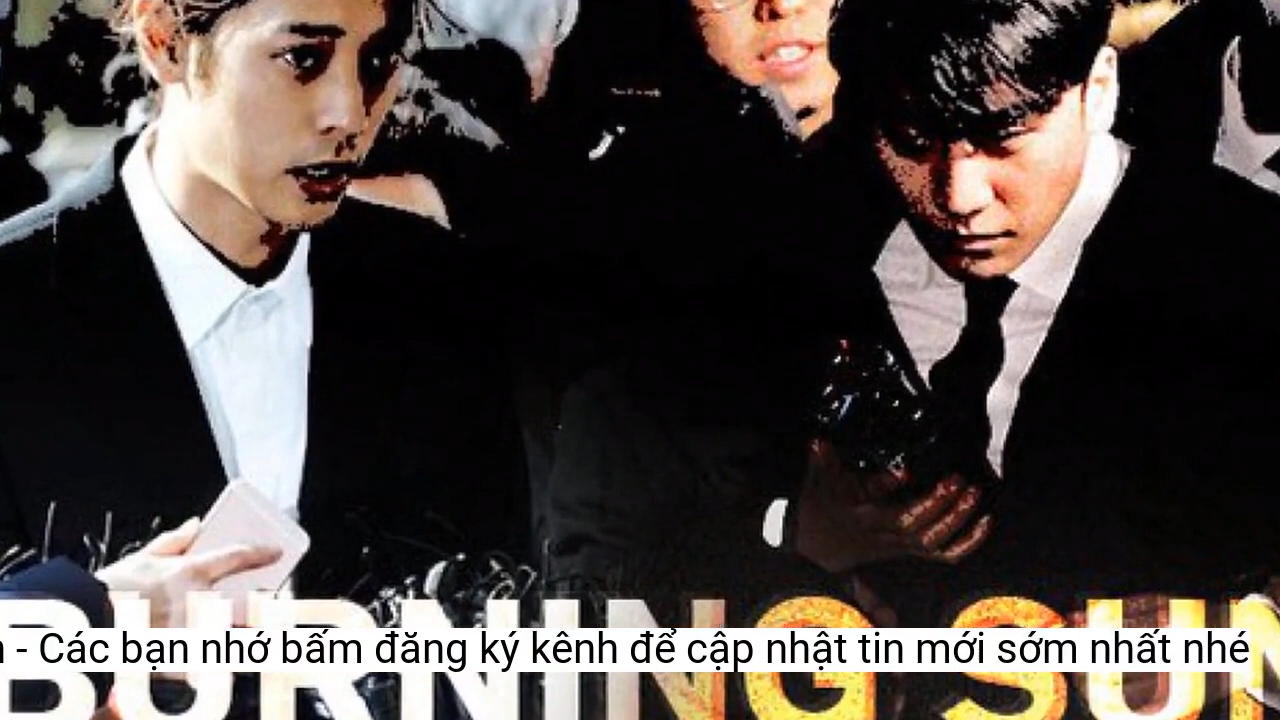 - Các bạn nhớ bấm đăng ký kênh để cập nhật tin mới sớm nhất nhé
BURNING SUN